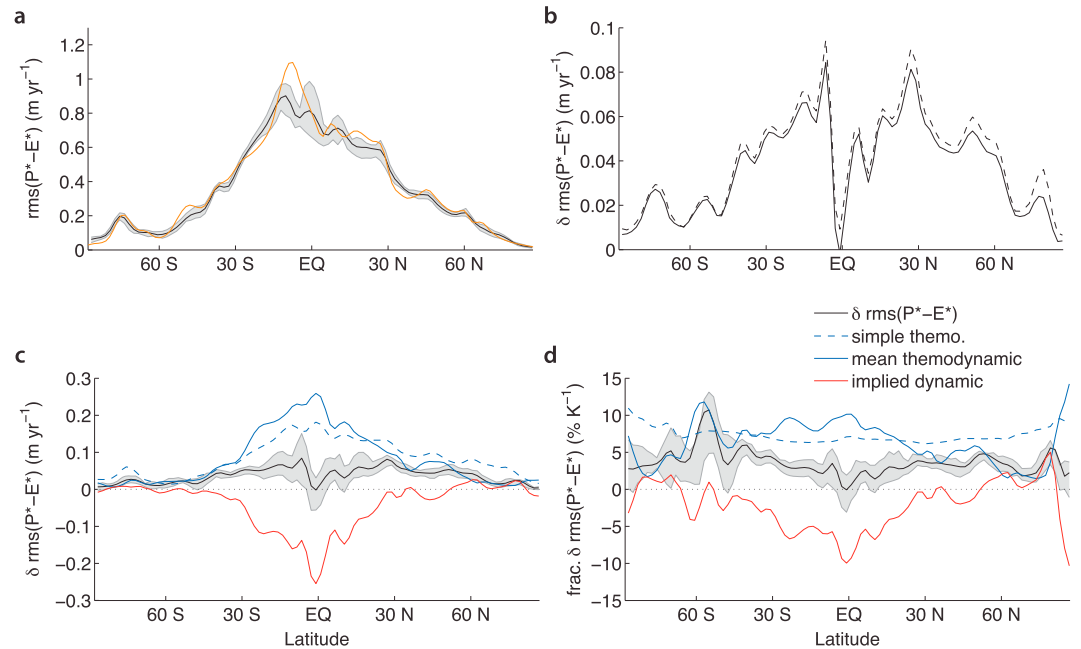 a
rms(P*−E*) (m yr−1)
1.2
1
0.8
0.6
0.4
0.2
0
60 S
30 S
EQ
30 N
60 N
b
δ rms(P*−E*) (m yr−1)
0.1
0.08
0.06
0.04
0.02
0
60 S
30 S
EQ
30 N
60 N
δ rms(P*−E*)
simple themo.
mean themodynamic
implied dynamic
c
δ rms(P*−E*) (m yr−1)
0.3
0.2
0.1
0
−0.1
−0.2
−0.3
60 S
30 S
EQ
30 N
60 N
Latitude
d
frac. δ rms(P*−E*) (% K−1)
15
10
5
0
−5
−10
−15
60 S
30 S
EQ
30 N
60 N
Latitude